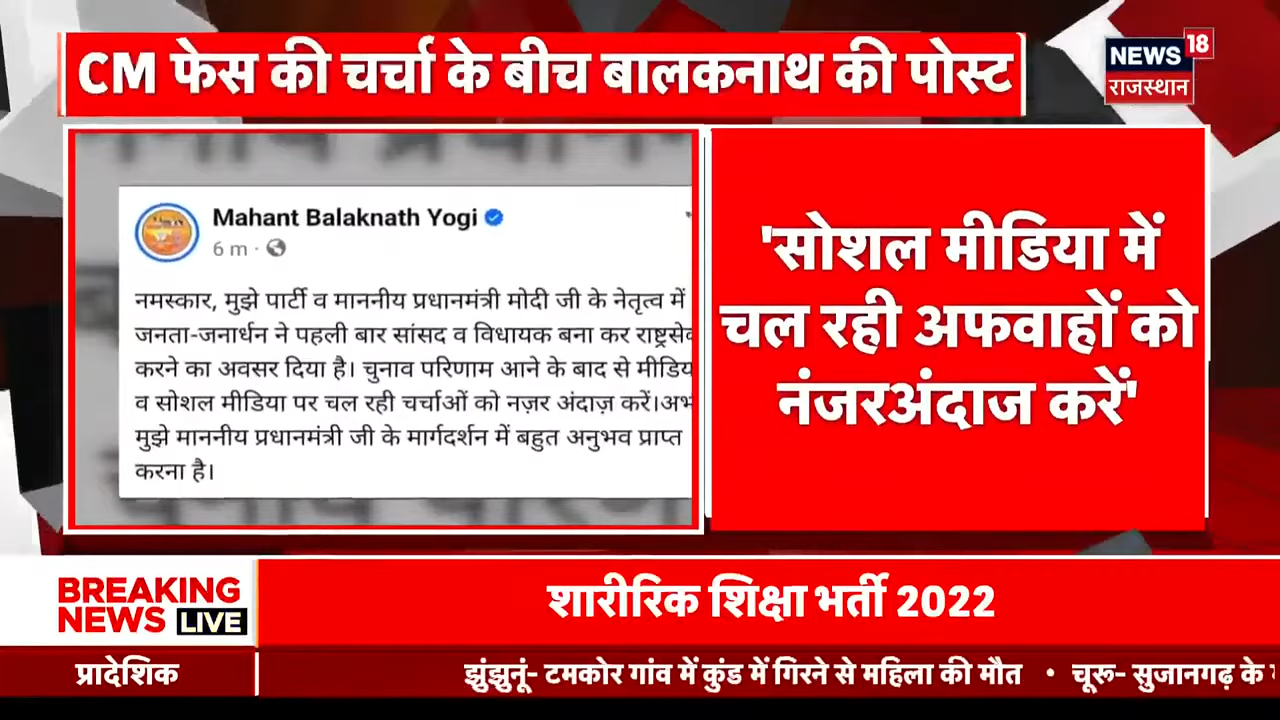 CM फेस की चर्चा के बीच बालकनाथ की पोस्ट
NEWS 18
राजस्थान
Mahant Balaknath Yogi
6 m ·
नमस्कार, मुझे पार्टी व माननीय प्रधानमंत्री मोदी जी के नेतृत्व में
जनता-जनार्धन ने पहली बार सांसद व विधायक बना कर
करने का अवसर दिया है। चुनाव परिणाम आने के बाद से
व सोशल मीडिया पर चल रही चर्चाओं को नज़र अंदाज़ करें।
मुझे माननीय प्रधानमंत्री जी के मार्गदर्शन में बहुत अनुभव प्राप्त
करना है।
'सोशल मीडिया में
चल रही अफवाहों को
नंजरअंदाज करें'
BREAKING
NEWS LIVE
शारीरिक शिक्षा भर्ती 2022
प्रादेशिक
झुंझुनूं- टमकोर गांव में कुंड में गिरने से महिला की मौत • चूरू- सुजानगढ़ के